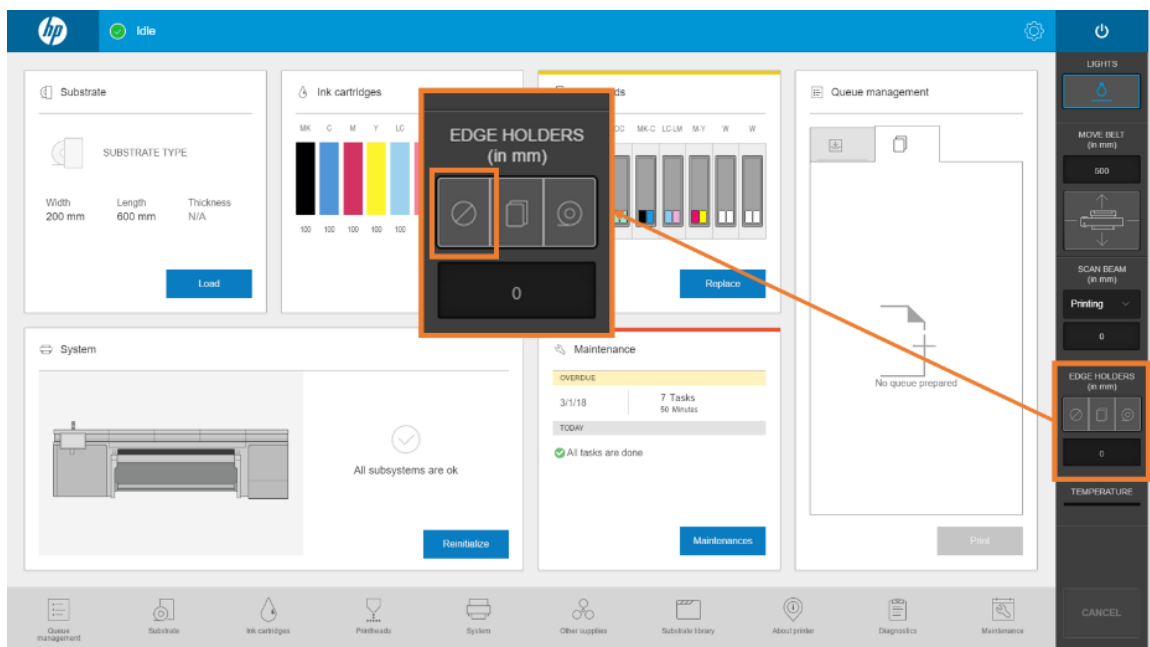 hp
Idle
LIGHTS
Substrate
SUBSTRATE TYPE
Width
Length
Thickness
200 mm
600 mm
N/A
Load
Ink cartridges
MK C M Y LC
100 100 100 100 100
ds
OC MK-C LC-LM M-Y W W
Replace
EDGE HOLDERS
(in mm)
0
Queue management
No queue prepared
Print
System
All subsystems are ok
Reinitialize
Maintenance
OVERDUE
3/1/18
7 Tasks
50 Minutes
TODAY
All tasks are done
Maintenances
MOVE BELT
(in mm)
500
SCAN BEAM
(in mm)
Printing
0
EDGE HOLDERS
(in mm)
0
TEMPERATURE
CANCEL
Queue
management
Substrate
Ink cartridges
Printheads
System
Other supplies
Substrate library
About printer
Diagnostics
Maintenance